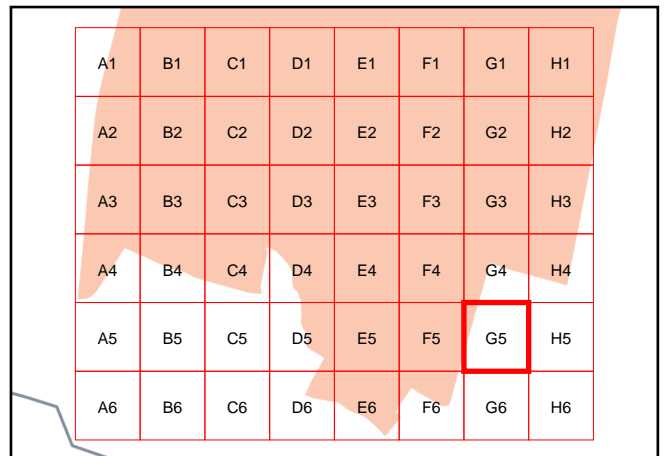 A1 B1 C1 D1 E1 F1 G1 H1
A2 B2 C2 D2 E2 F2 G2 H2
A3 B3 C3 D3 E3 F3 G3 H3
A4 B4 C4 D4 E4 F4 G4 H4
A5 B5 C5 D5 E5 F5 G5 H5
A6 B6 C6 D6 E6 F6 G6 H6